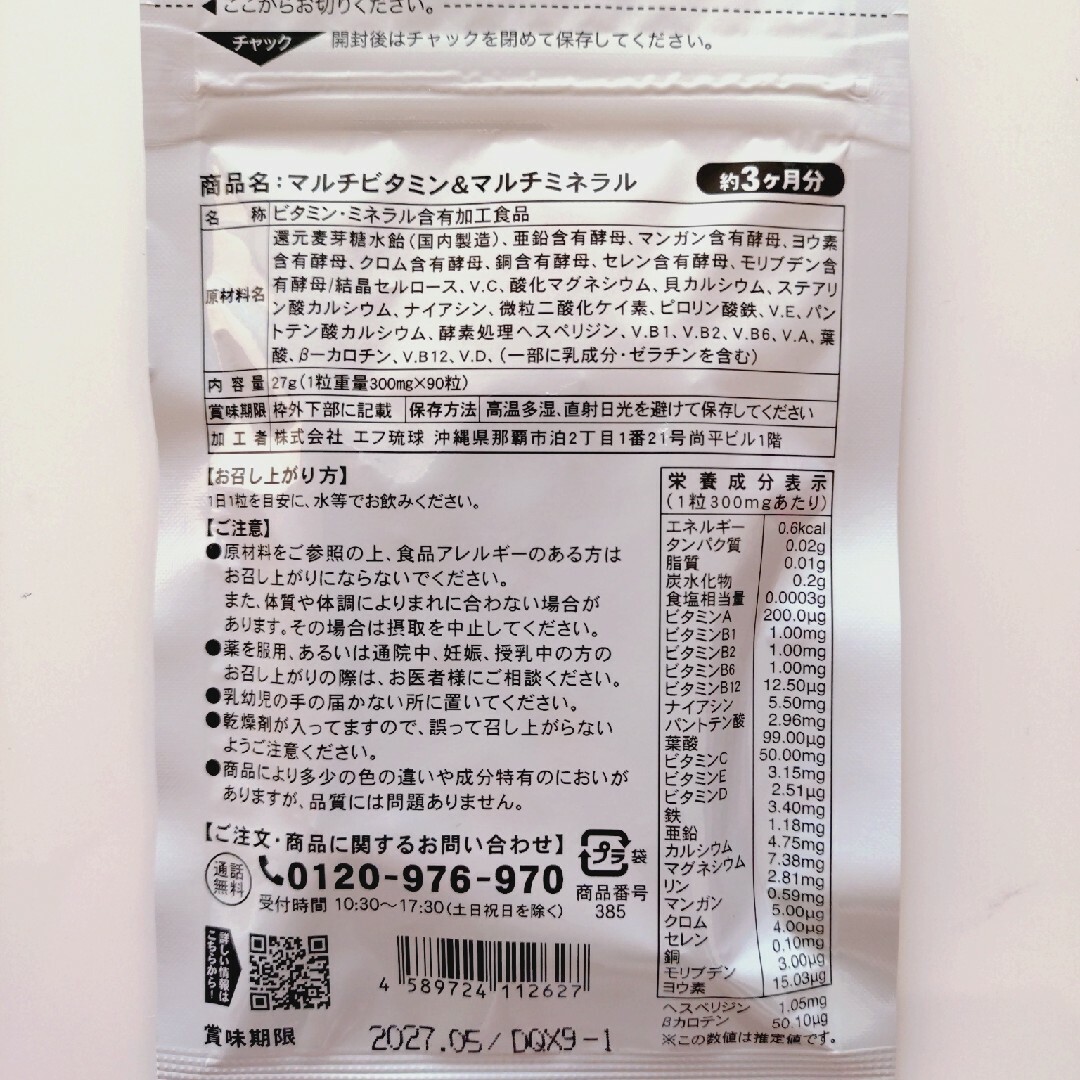 ◀ここからお切りください。
チャック 開封後はチャックを閉めて保存してください。
商品名:マルチビタミン&マルチミネラル 約3ヶ月分
名称 ビタミン・ミネラル含有加工食品
原材料名 還元麦芽糖水飴(国内製造)、亜鉛含有酵母、マンガン含有酵母、ヨウ素
含有酵母、クロム含有酵母、銅含有酵母、セレン含有酵母、モリブデン含
有酵母/結晶セルロース、V.C、酸化マグネシウム、貝カルシウム、ステアリ
ン酸カルシウム、ナイアシン、微粒二酸化ケイ素、ピロリン酸鉄、V.E、パン
トテン酸カルシウム、酵素処理ヘスペリジン、V.B1、V.B2、V.B6、V.A、葉
酸、β-カロチン、V.B12、V.D、(一部に乳成分・ゼラチンを含む)
内容量 27g(1粒重量300mg×90粒)
賞味期限 枠外下部に記載 保存方法 高温多湿、直射日光を避けて保存してください
加工者 株式会社 エフ琉球 沖縄県那覇市泊2丁目1番21号尚平ビル1階
【お召し上がり方】
1日1粒を目安に、水等でお飲みください。
【ご注意】
●原材料をご参照の上、食品アレルギーのある方は
お召し上がりにならないでください。
また、体質や体調によりまれに合わない場合が
あります。その場合は摂取を中止してください。
●薬を服用、あるいは通院中、妊娠、授乳中の方の
お召し上がりの際は、お医者様にご相談ください。
●乳幼児の手の届かない所に置いてください。
●乾燥剤が入ってますので、誤って召し上がらない
ようご注意ください。
●商品により多少の色の違いや成分特有のにおいが
ありますが、品質には問題ありません。
【ご注文・商品に関するお問い合わせ】
通話無料 0120-976-970
受付時間 10:30〜17:30(土日祝日を除く)
プラ 袋
商品番号
385
詳しい情報は
こちらから!
4 589724 112627
賞味期限 2027.05/DQX9-1
栄養成分表示
(1粒300mgあたり)
エネルギー 0.6kcal
タンパク質 0.02g
脂質 0.01g
炭水化物 0.2g
食塩相当量 0.0003g
ビタミンA 200.0μg
ビタミンB1 1.00mg
ビタミンB2 1.00mg
ビタミンB6 1.00mg
ビタミンB12 12.50μg
ナイアシン 5.50mg
パントテン酸 2.96mg
葉酸 99.00μg
ビタミンC 50.00mg
ビタミンE 3.15mg
ビタミンD 2.51μg
鉄 3.40mg
亜鉛 1.18mg
カルシウム 4.75mg
マグネシウム 7.38mg
リン 2.81mg
マンガン 0.59mg
クロム 5.00μg
セレン 4.00μg
銅 0.10mg
モリブデン 3.00μg
ヨウ素 15.03μg
ヘスペリジン 1.05mg
βカロテン 50.10μg
※この数値は推定値です。